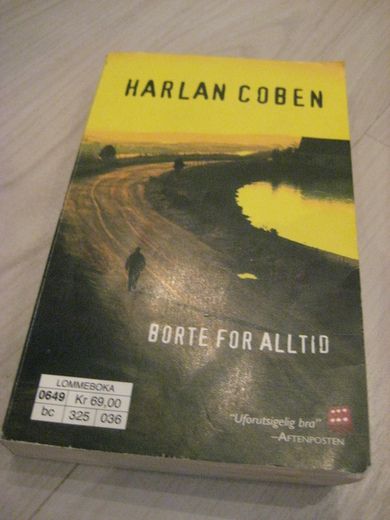 HARLAN COBEN
BORTE FOR ALLTID
LOMMEBOKA
0649 Kr 69,00
bc 325 036
"Uforutsigelig bra"
—AFTENPOSTEN